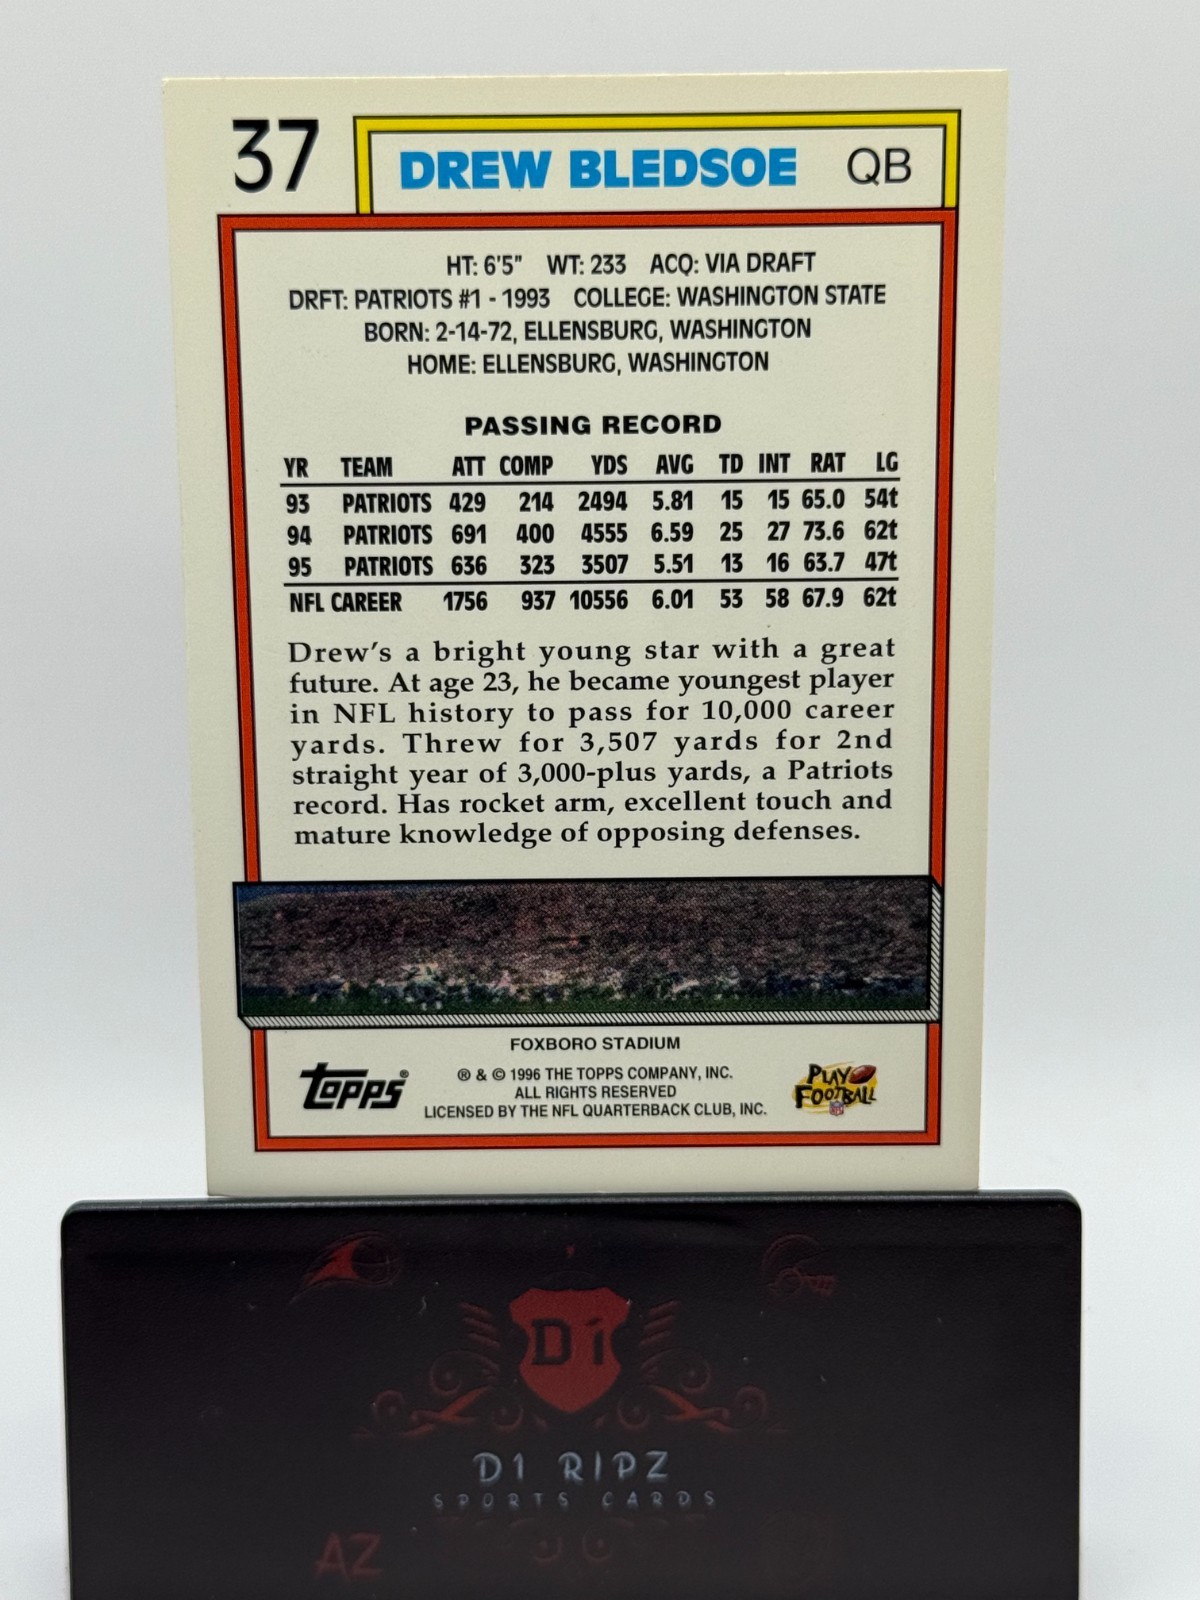 37
DREW BLEDSOE QB
HT: 6'5" WT: 233 ACQ: VIA DRAFT
DRFT: PATRIOTS #1 - 1993 COLLEGE: WASHINGTON STATE
BORN: 2-14-72, ELLENSBURG, WASHINGTON
HOME: ELLENSBURG, WASHINGTON
PASSING RECORD
YR TEAM ATT COMP YDS AVG TD INT RAT LG
93 PATRIOTS 429 214 2494 5.81 15 15 65.0 54t
94 PATRIOTS 691 400 4555 6.59 25 27 73.6 62t
95 PATRIOTS 636 323 3507 5.51 13 16 63.7 47t
NFL CAREER 1756 937 10556 6.01 53 58 67.9 62t
Drew's a bright young star with a great
future. At age 23, he became youngest player
in NFL history to pass for 10,000 career
yards. Threw for 3,507 yards for 2nd
straight year of 3,000-plus yards, a Patriots
record. Has rocket arm, excellent touch and
mature knowledge of opposing defenses.
FOXBORO STADIUM
Topps®
® & © 1996 THE TOPPS COMPANY, INC.
ALL RIGHTS RESERVED
LICENSED BY THE NFL QUARTERBACK CLUB, INC.
PLAY
FOOTBALL
D1
D1 RIPZ
SPORTS CARDS
AZ